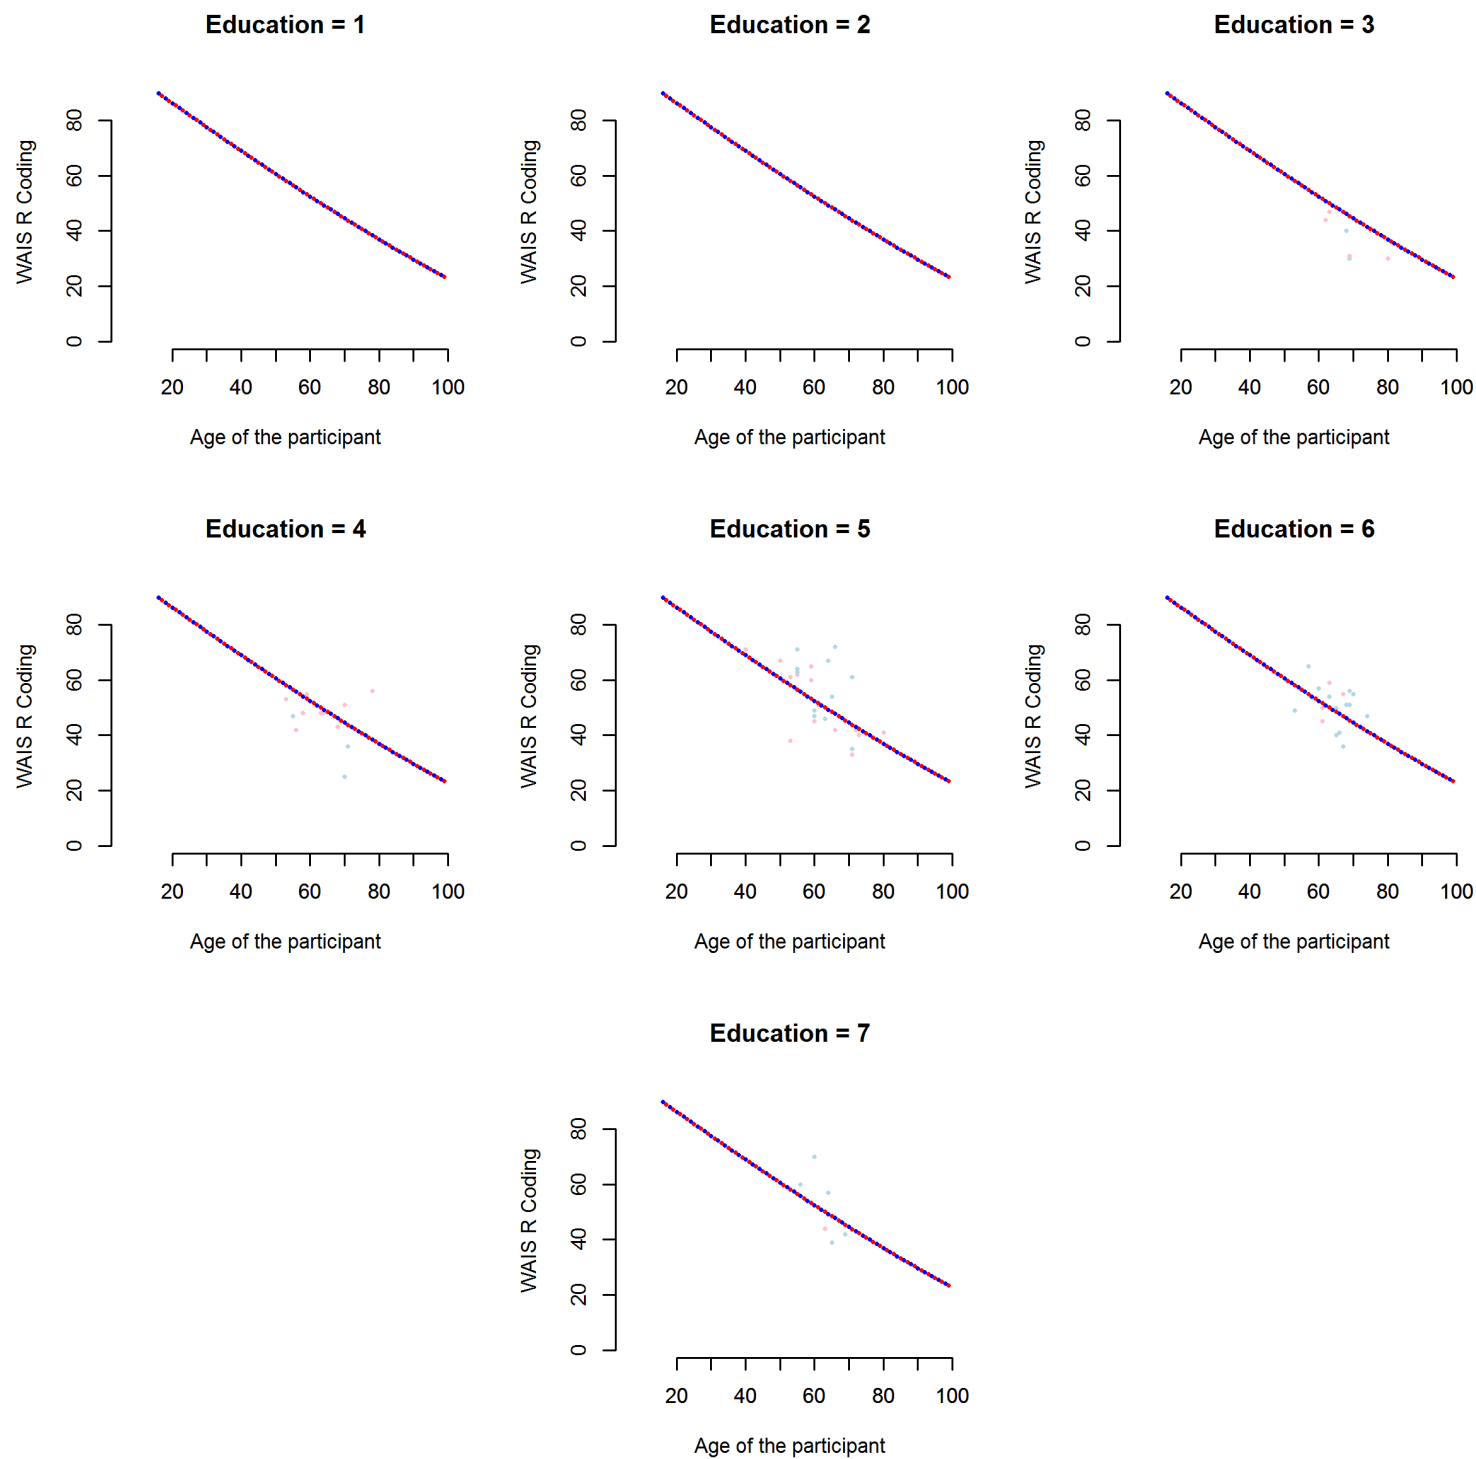 Education = 1
Education = 2
Education = 3
WAIS R Coding
0 20 40 60 80
20 40 60 80 100
Age of the participant
WAIS R Coding
0 20 40 60 80
20 40 60 80 100
Age of the participant
WAIS R Coding
0 20 40 60 80
20 40 60 80 100
Age of the participant
Education = 4
Education = 5
Education = 6
WAIS R Coding
0 20 40 60 80
20 40 60 80 100
Age of the participant
WAIS R Coding
0 20 40 60 80
20 40 60 80 100
Age of the participant
WAIS R Coding
0 20 40 60 80
20 40 60 80 100
Age of the participant
Education = 7
WAIS R Coding
0 20 40 60 80
20 40 60 80 100
Age of the participant